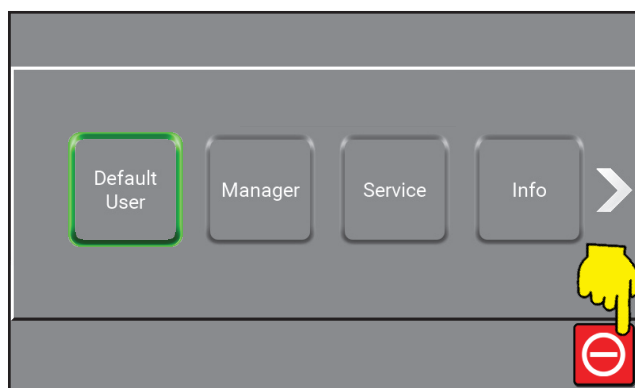 Default
User
Manager
Service
Info